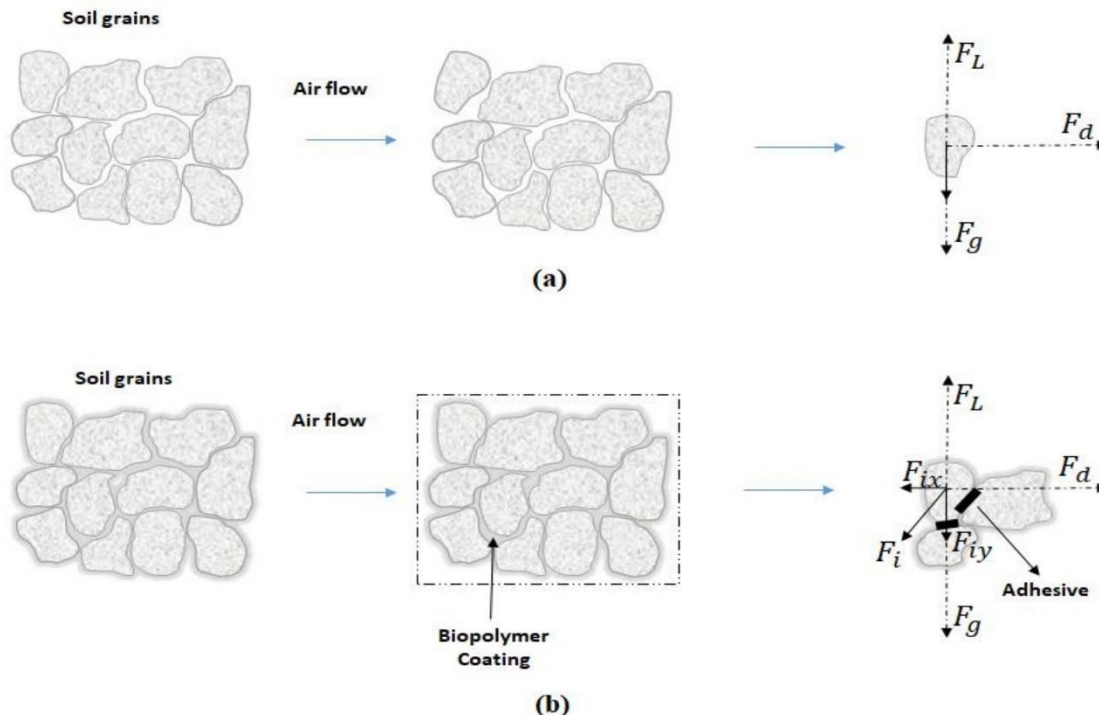 Soil grains
Air flow
F_L
F_d
F_g
(a)
Soil grains
Air flow
F_L
F_ix
F_d
F_i
F_iy
Adhesive
F_g
Biopolymer
Coating
(b)